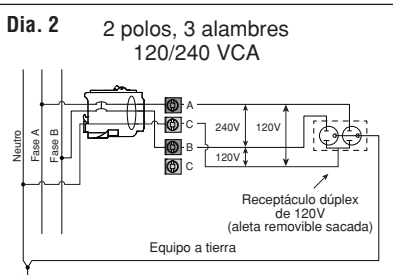 Dia. 2
2 polos, 3 alambres
120/240 VCA
Neutro
Fase A
Fase B
A
C
B
C
240V
120V
120V
Receptáculo dúplex
de 120V
(aleta removible sacada)
Equipo a tierra